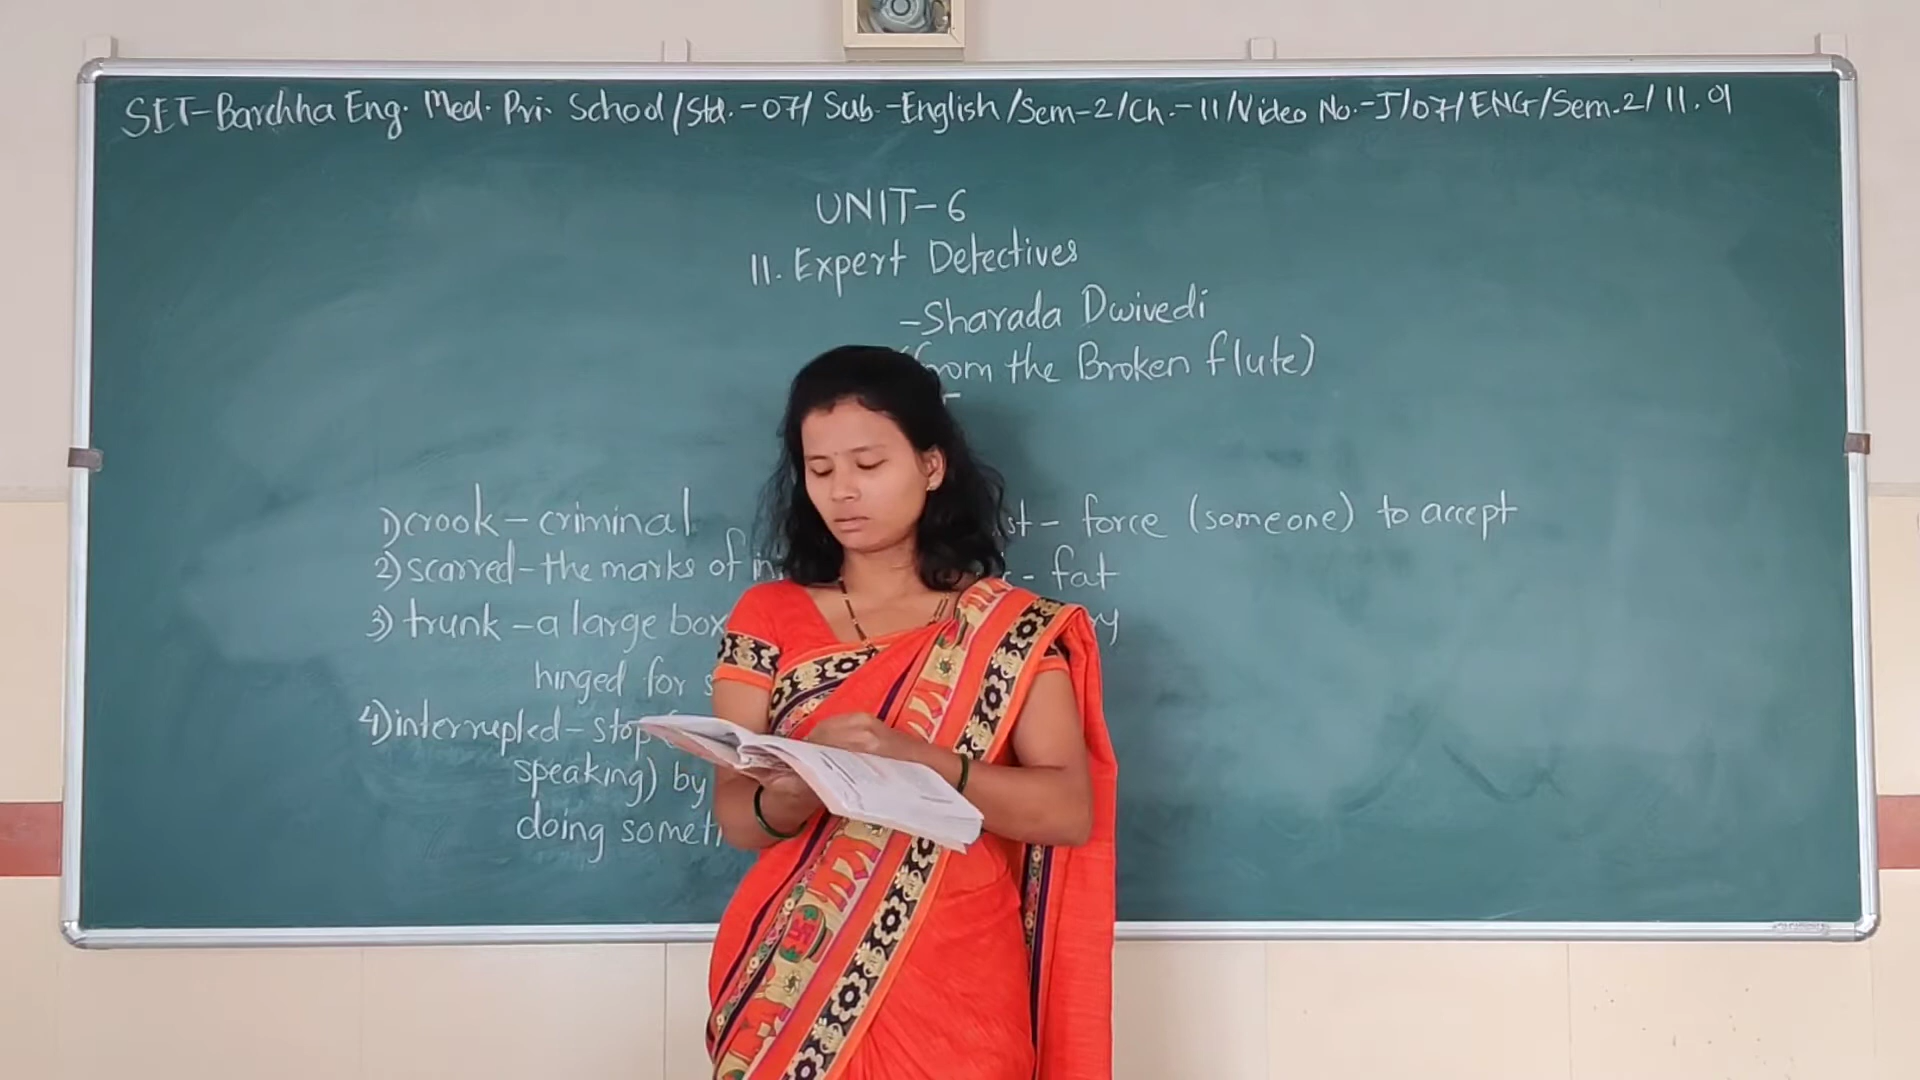 SET-Barchha Eng. Med. Pri. School/Std.-07/ Sub.-English/Sem-2/Ch.-11/Video No.-J/07/ENG/Sem.2/11.01
UNIT-6
11. Expert Detectives
-Sharada Dwivedi
from the Broken flute)
1) crook - criminal
2) scarred - the marks of
3) trunk - a large box
hinged for
4) interrupted - stop
speaking) by
doing
- force (someone) to accept
- fat